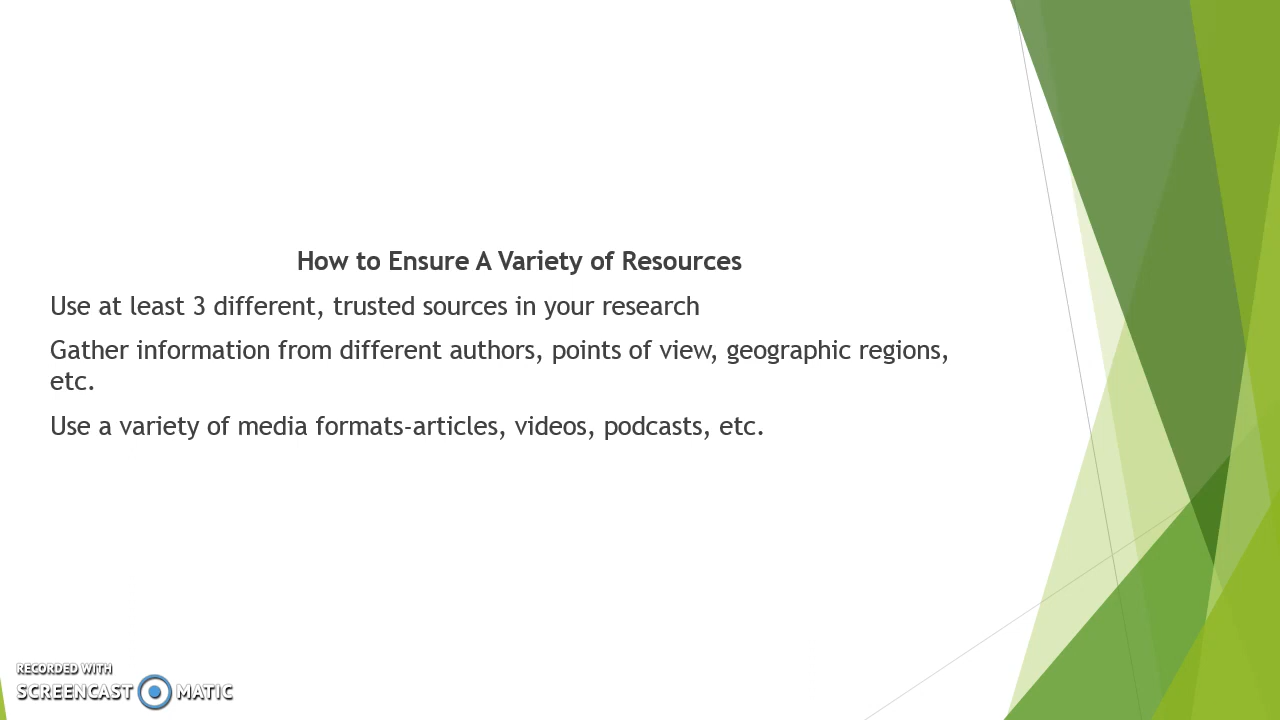 How to Ensure A Variety of Resources
Use at least 3 different, trusted sources in your research
Gather information from different authors, points of view, geographic regions,
etc.
Use a variety of media formats-articles, videos, podcasts, etc.
RECORDED WITH
SCREENCAST MATIC